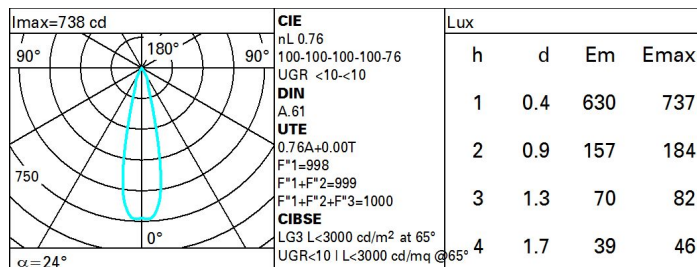 Imax=738 cd
90°
180°
90°
750
0°
α=24°
CIE
nL 0.76
100-100-100-100-76
UGR <10-<10
DIN
A.61
UTE
0.76A+0.00T
F"1=998
F"1+F"2=999
F"1+F"2+F"3=1000
CIBSE
LG3 L<3000 cd/m² at 65°
UGR<10 | L<3000 cd/mq @65°
Lux
h d Em Emax
1 0.4 630 737
2 0.9 157 184
3 1.3 70 82
4 1.7 39 46